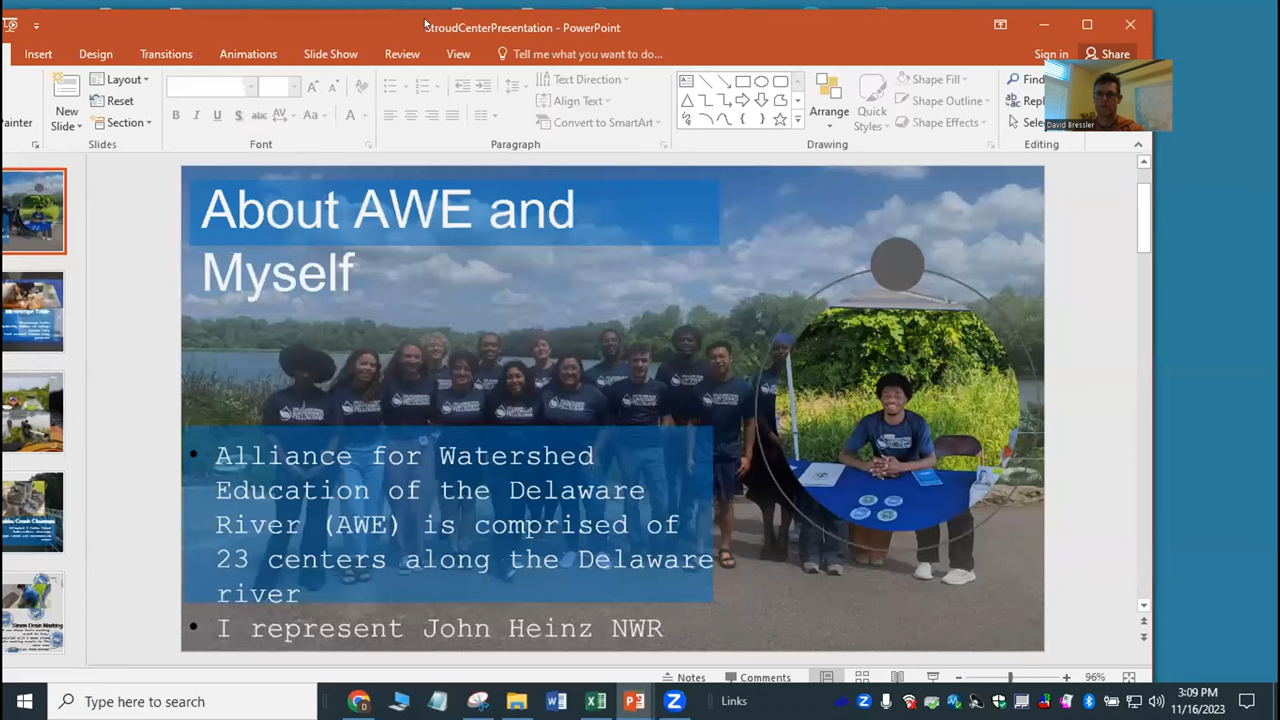 StroudCenterPresentation - PowerPoint
Insert Design Transitions Animations Slide Show Review View Tell me what you want to do... Sign in Share
New
Slide
Layout
Reset
Section
Painter
B I U S abc AV Aa A
Text Direction
Align Text
Convert to SmartArt
Arrange
Quick
Styles
Shape Fill
Shape Outline
Shape Effects
Find
David Bressler
Slides Font Paragraph Drawing Editing
About AWE and
Myself
• Alliance for Watershed
Education of the Delaware
River (AWE) is comprised of
23 centers along the Delaware
river
• I represent John Heinz NWR
Notes Comments 96%
Type here to search
Links
3:09 PM
11/16/2023